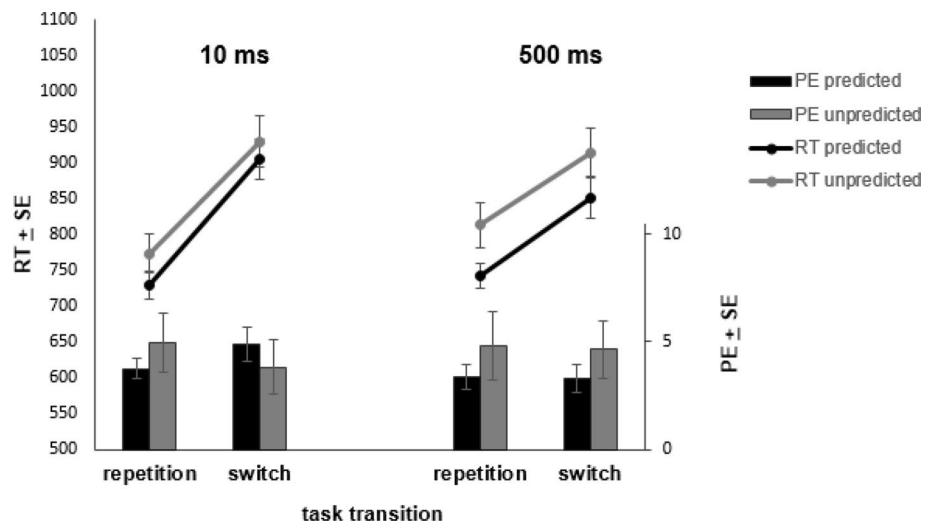 1100
1050
1000
950
900
850
800
750
700
650
600
550
500
RT ± SE
10 ms
500 ms
PE predicted
PE unpredicted
RT predicted
RT unpredicted
10
5
0
PE ± SE
repetition switch repetition switch
task transition